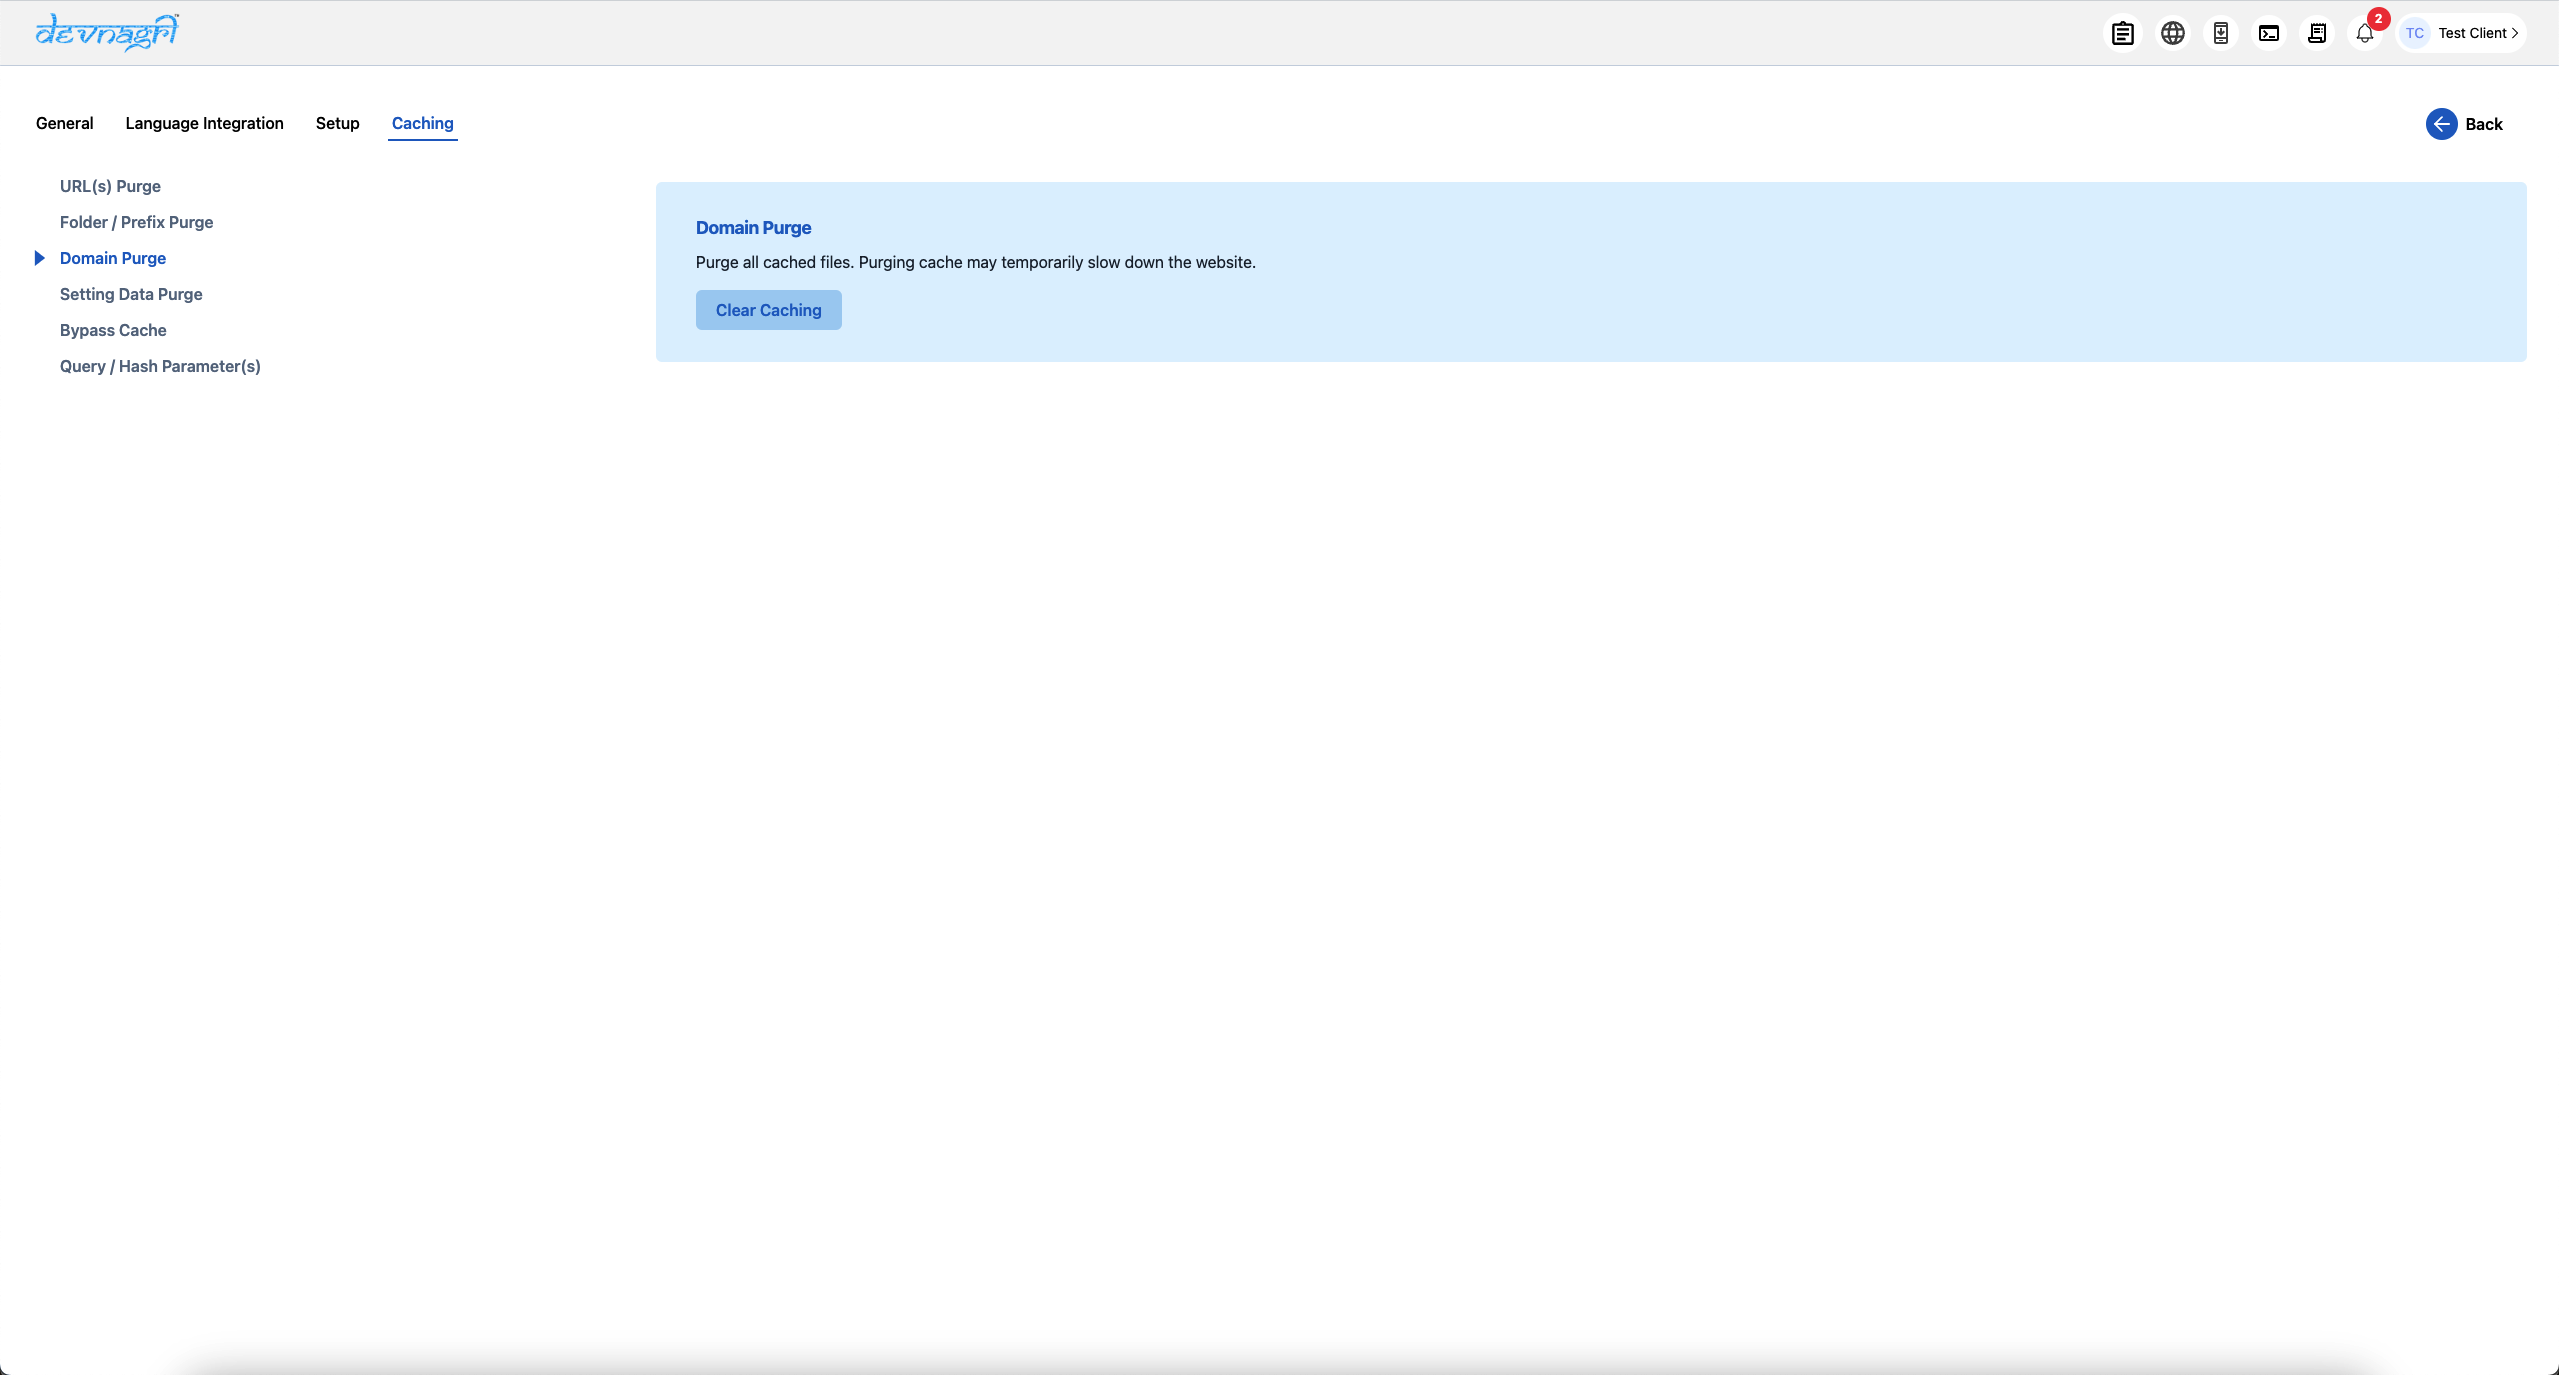 devnagri™
2
TC Test Client
General Language Integration Setup Caching
Back
URL(s) Purge
Folder / Prefix Purge
Domain Purge
Setting Data Purge
Bypass Cache
Query / Hash Parameter(s)
Domain Purge
Purge all cached files. Purging cache may temporarily slow down the website.
Clear Caching